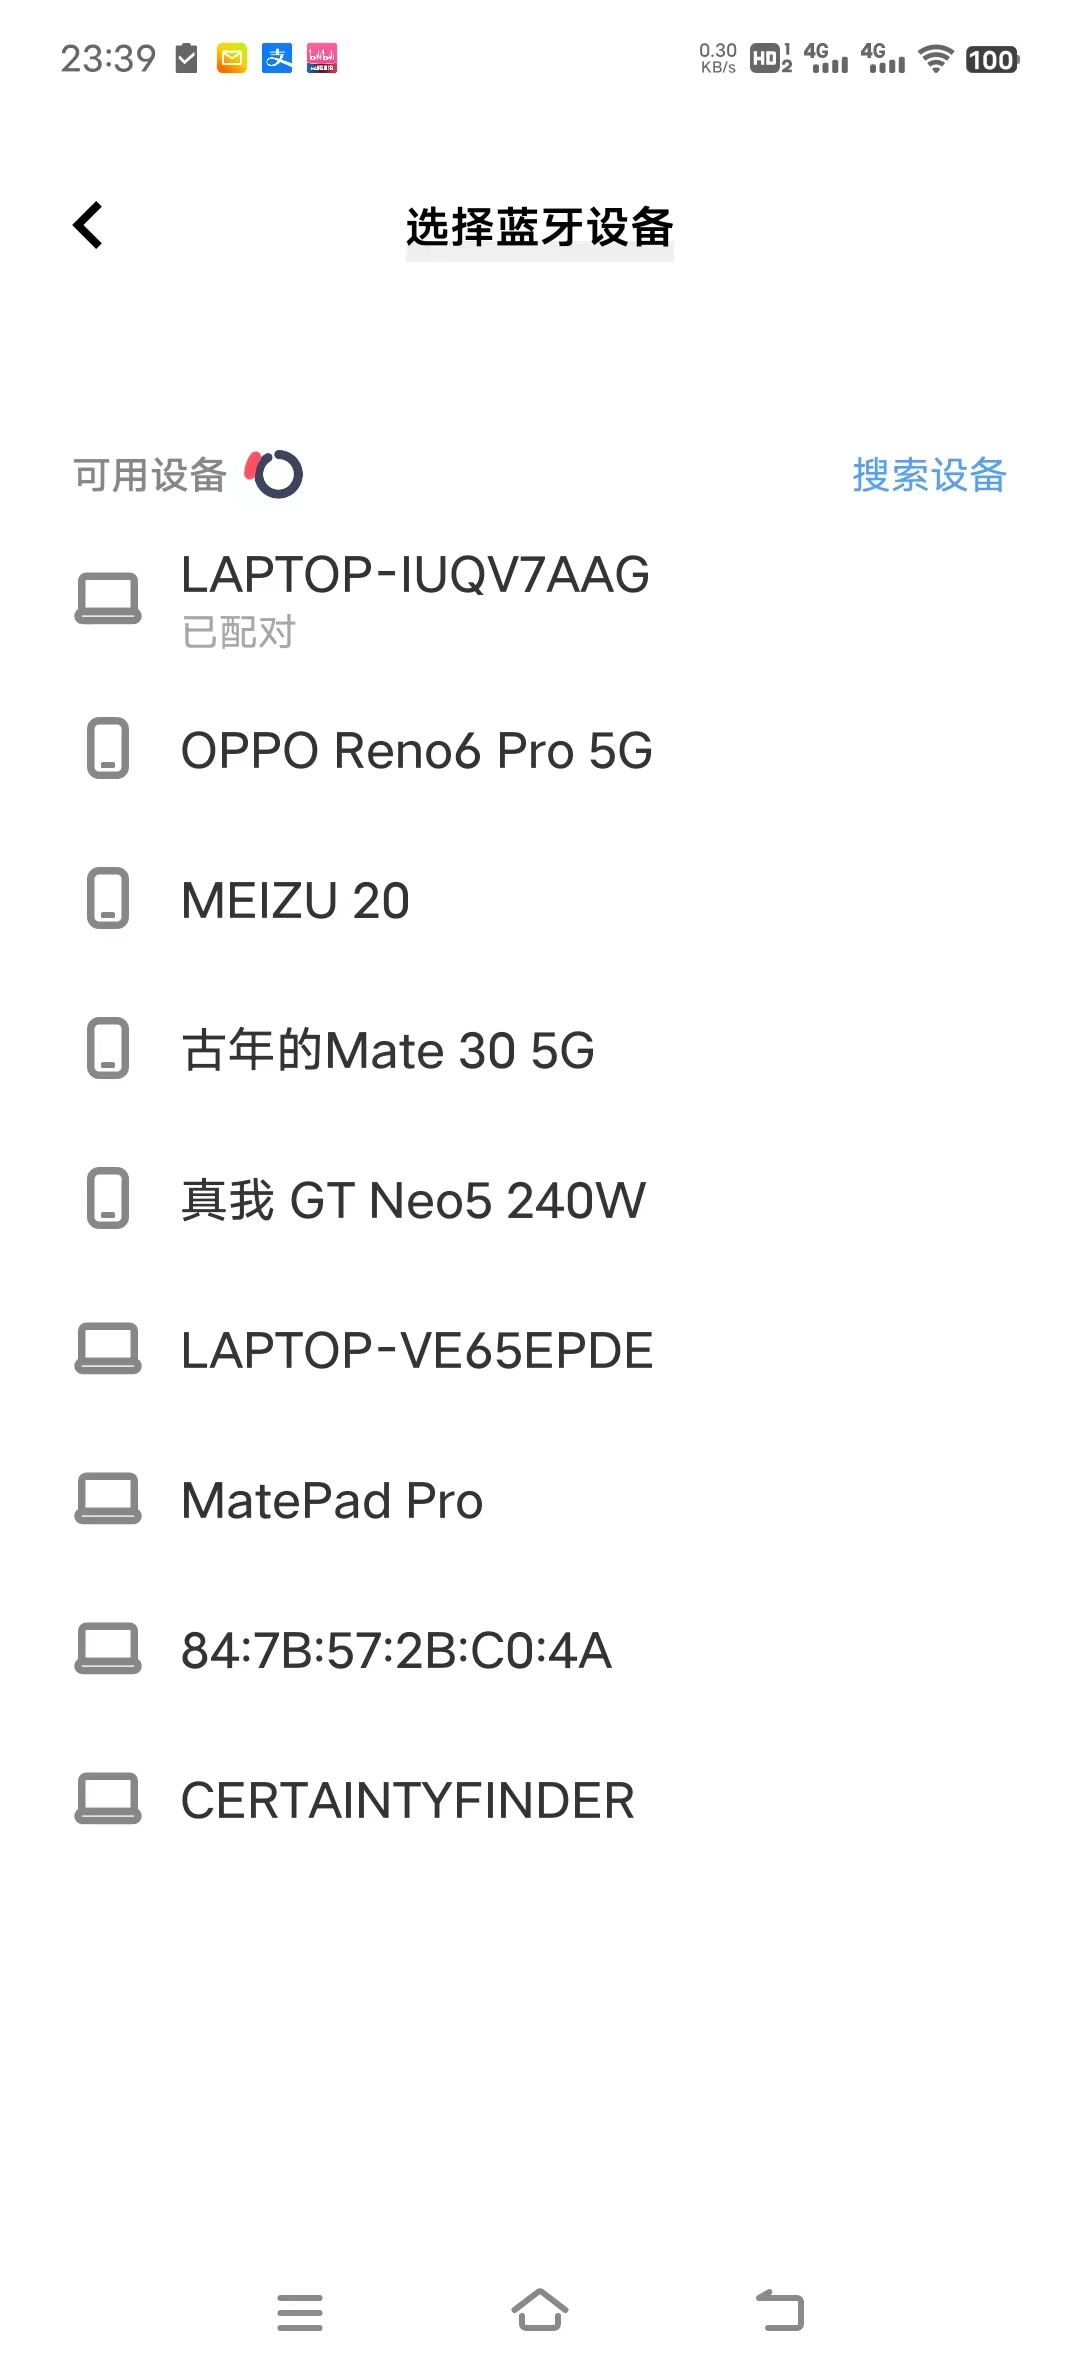 23:39
0.30
KB/s
HD 1 2
4G
4G
100
选择蓝牙设备
可用设备
搜索设备
LAPTOP-IUQV7AAG
已配对
OPPO Reno6 Pro 5G
MEIZU 20
古年的Mate 30 5G
真我 GT Neo5 240W
LAPTOP-VE65EPDE
MatePad Pro
84:7B:57:2B:C0:4A
CERTAINTYFINDER